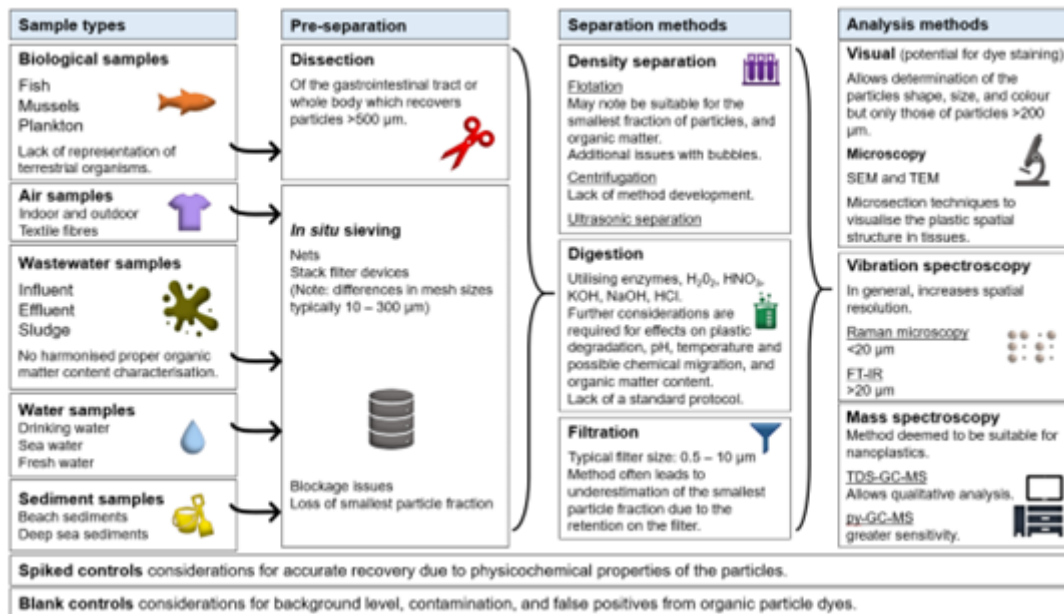 Sample types
Biological samples
Fish
Mussels
Plankton
Lack of representation of
terrestrial organisms.
Air samples
Indoor and outdoor
Textile fibres
Wastewater samples
Influent
Effluent
Sludge
No harmonised proper organic
matter content characterisation.
Water samples
Drinking water
Sea water
Fresh water
Sediment samples
Beach sediments
Deep sea sediments
Pre-separation
Dissection
Of the gastrointestinal tract or
whole body which recovers
particles >500 μm.
In situ sieving
Nets
Stack filter devices
(Note: differences in mesh sizes
typically 10 – 300 μm)
Blockage issues
Loss of smallest particle fraction
Separation methods
Density separation
Flotation
May note be suitable for the
smallest fraction of particles, and
organic matter.
Additional issues with bubbles.
Centrifugation
Lack of method development.
Ultrasonic separation
Digestion
Utilising enzymes, H₂0₂, HNO₃,
KOH, NaOH, HCl.
Further considerations are
required for effects on plastic
degradation, pH, temperature and
possible chemical migration, and
organic matter content.
Lack of a standard protocol.
Filtration
Typical filter size: 0.5 – 10 μm
Method often leads to
underestimation of the smallest
particle fraction due to the
retention on the filter.
Analysis methods
Visual (potential for dye staining)
Allows determination of the
particles shape, size, and colour
but only those of particles >200
μm.
Microscopy
SEM and TEM
Microsection techniques to
visualise the plastic spatial
structure in tissues.
Vibration spectroscopy
In general, increases spatial
resolution.
Raman microscopy
<20 μm
FT-IR
>20 μm
Mass spectroscopy
Method deemed to be suitable for
nanoplastics.
TDS-GC-MS
Allows qualitative analysis.
py-GC-MS
greater sensitivity.
Spiked controls considerations for accurate recovery due to physicochemical properties of the particles.
Blank controls considerations for background level, contamination, and false positives from organic particle dyes.